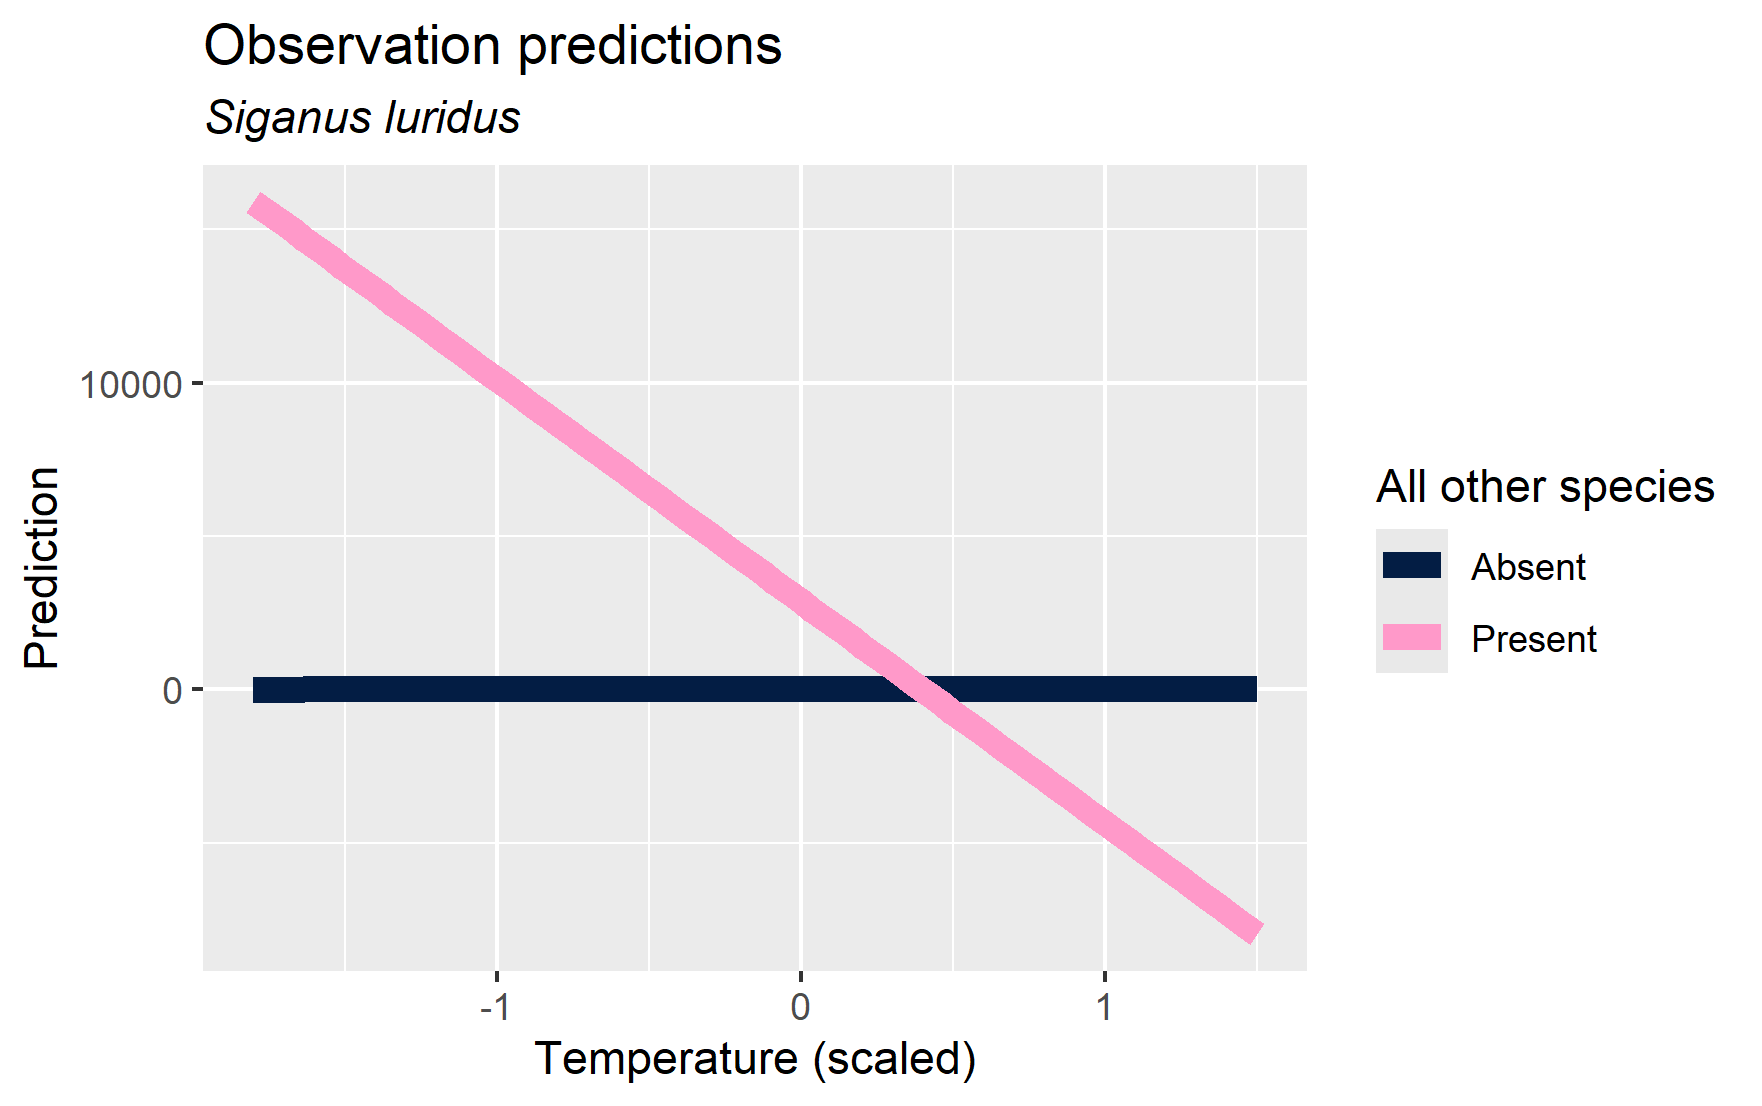 Observation predictions
Siganus luridus
10000
0
Prediction
-1
0
1
Temperature (scaled)
All other species
Absent
Present